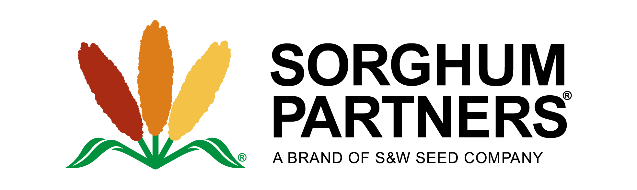 SORGHUM
PARTNERS®
A BRAND OF S&W SEED COMPANY
®